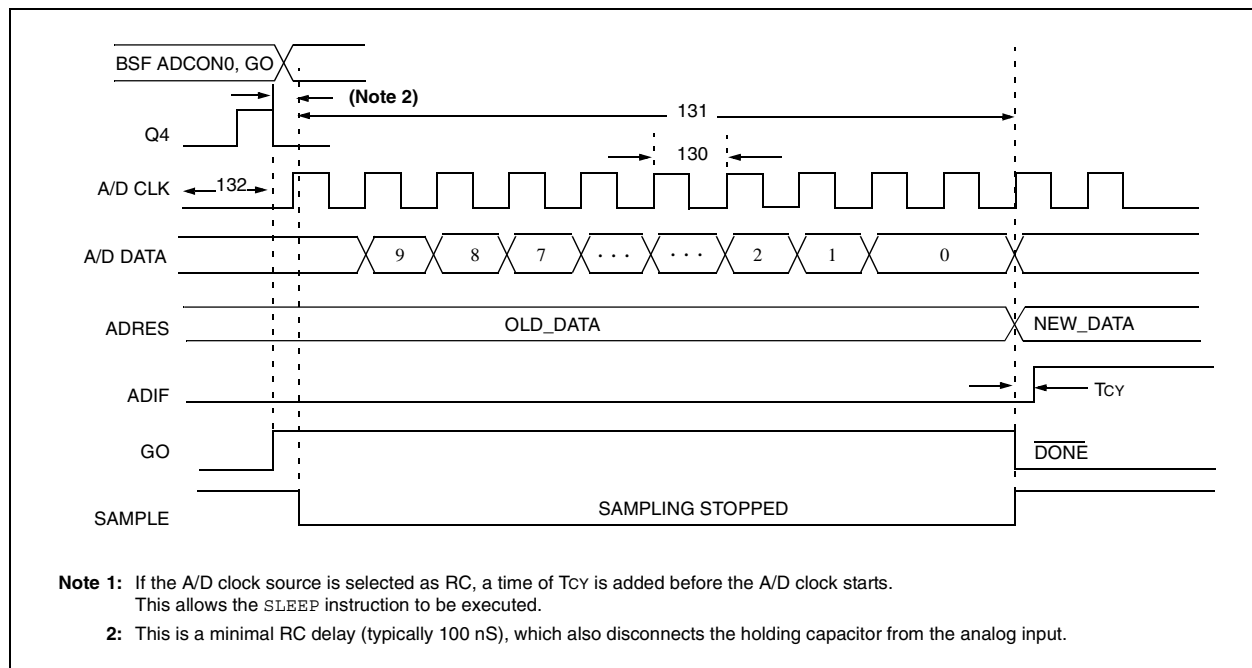 BSF ADCON0, GO
(Note 2)
131
Q4
130
A/D CLK
132
A/D DATA
9 8 7 · · · · · · 2 1 0
ADRES
OLD_DATA
NEW_DATA
ADIF
TCY
GO
DONE
SAMPLE
SAMPLING STOPPED
Note 1: If the A/D clock source is selected as RC, a time of TCY is added before the A/D clock starts.
This allows the SLEEP instruction to be executed.
2: This is a minimal RC delay (typically 100 nS), which also disconnects the holding capacitor from the analog input.